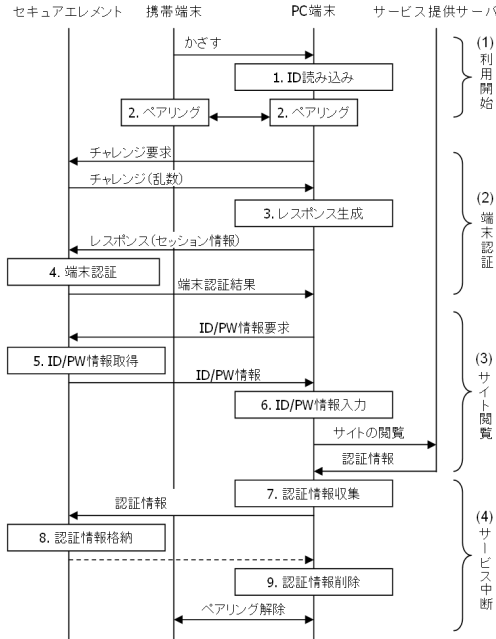 セキュアエレメント 携帯端末 PC端末 サービス提供サーバ
かざす
(1)利用開始
1. ID読み込み
2. ペアリング 2. ペアリング
チャレンジ要求
チャレンジ(乱数)
(2)端末認証
3. レスポンス生成
レスポンス(セッション情報)
4. 端末認証
端末認証結果
ID/PW情報要求
5. ID/PW情報取得
(3)サイト閲覧
ID/PW情報
6. ID/PW情報入力
サイトの閲覧
認証情報
7. 認証情報収集
認証情報
(4)サービス中断
8. 認証情報格納
9. 認証情報削除
ペアリング解除